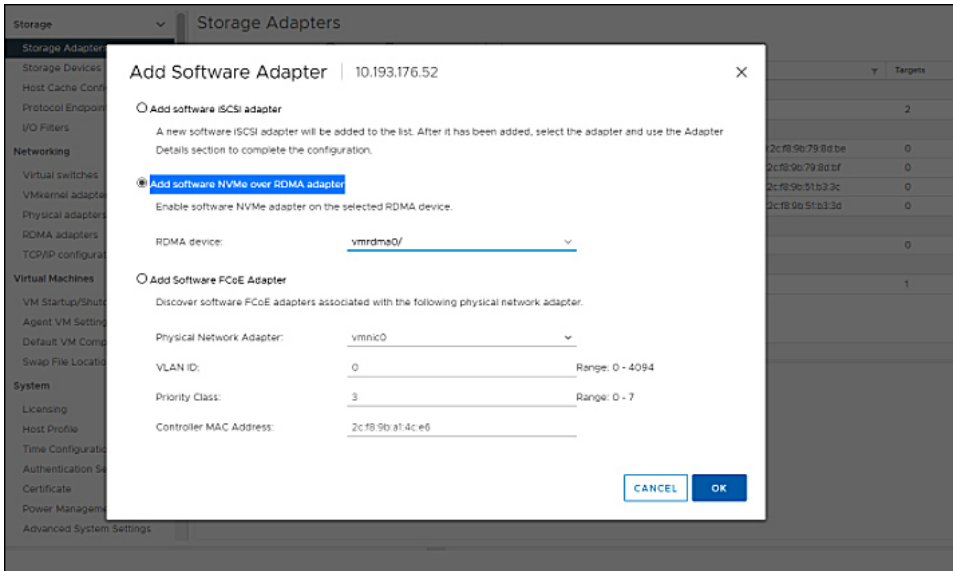 Storage
Storage Adapters
Storage Adapter
Storage Devices
Targets
Host Cache Confi
Protocol Endpoin
2
I/O Filters
Networking
2c:f8:9b:79:8d:be 0
Virtual switches
2c:f8:9b:79:8d:bf 0
VMkernel adapte
2c:f8:9b:51:b3:3c 0
Physical adapters
2c:f8:9b:51:b3:3d 0
RDMA adapters
TCP/IP configurat
0
Virtual Machines
VM Startup/Shutd
1
Agent VM Setting
Default VM Comp
Swap File Locatio
System
Licensing
Host Profile
Time Configuratio
Authentication Se
Certificate
Power Manageme
Advanced System Settings
Add Software Adapter 10.193.176.52
Add software iSCSI adapter
A new software iSCSI adapter will be added to the list. After it has been added, select the adapter and use the Adapter
Details section to complete the configuration.
Add software NVMe over RDMA adapter
Enable software NVMe adapter on the selected RDMA device.
RDMA device: vmrdma0/
Add Software FCoE Adapter
Discover software FCoE adapters associated with the following physical network adapter.
Physical Network Adapter: vmnic0
VLAN ID: 0 Range: 0 - 4094
Priority Class: 3 Range: 0 - 7
Controller MAC Address: 2c:f8:9b:a1:4c:e6
CANCEL OK